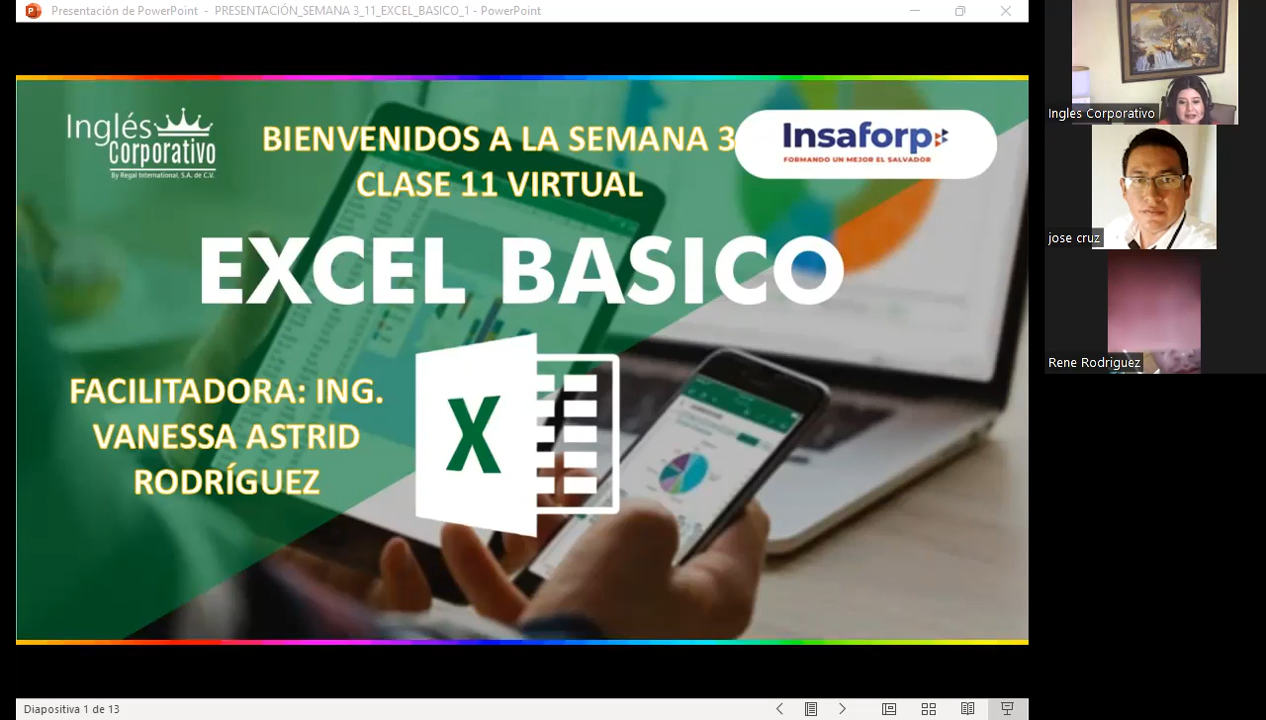 Presentación de PowerPoint - PRESENTACIÓN_SEMANA 3_11_EXCEL_BASICO_1 - PowerPoint
Inglés
Corporativo
By Regal International, S.A. de C.V.
BIENVENIDOS A LA SEMANA 3
CLASE 11 VIRTUAL
Insaforp
FORMANDO UN MEJOR EL SALVADOR
EXCEL BASICO
FACILITADORA: ING.
VANESSA ASTRID
RODRÍGUEZ
X
Ingles Corporativo
jose cruz
Rene Rodriguez
Diapositiva 1 de 13